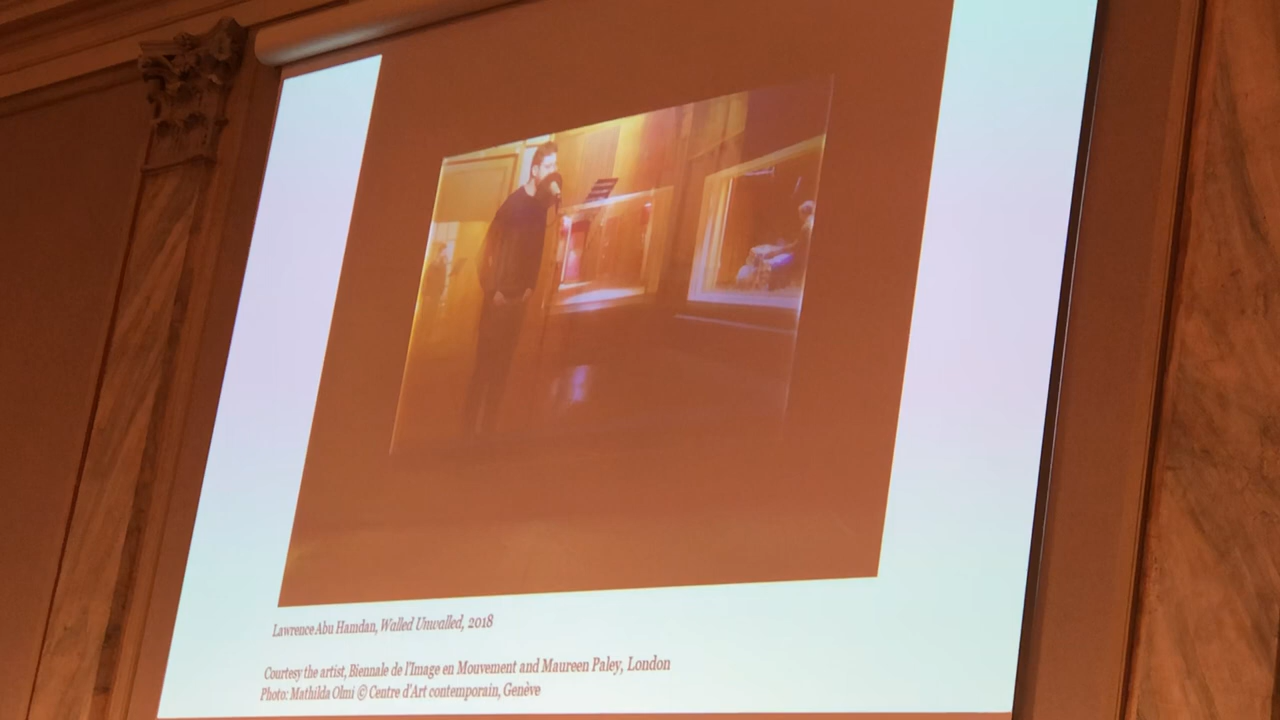 Lawrence Abu Hamdan, Walled Unwalled, 2018
Courtesy the artist, Biennale de l'Image en Mouvement and Maureen Paley, London
Photo: Mathilda Olmi © Centre d'Art contemporain, Genève